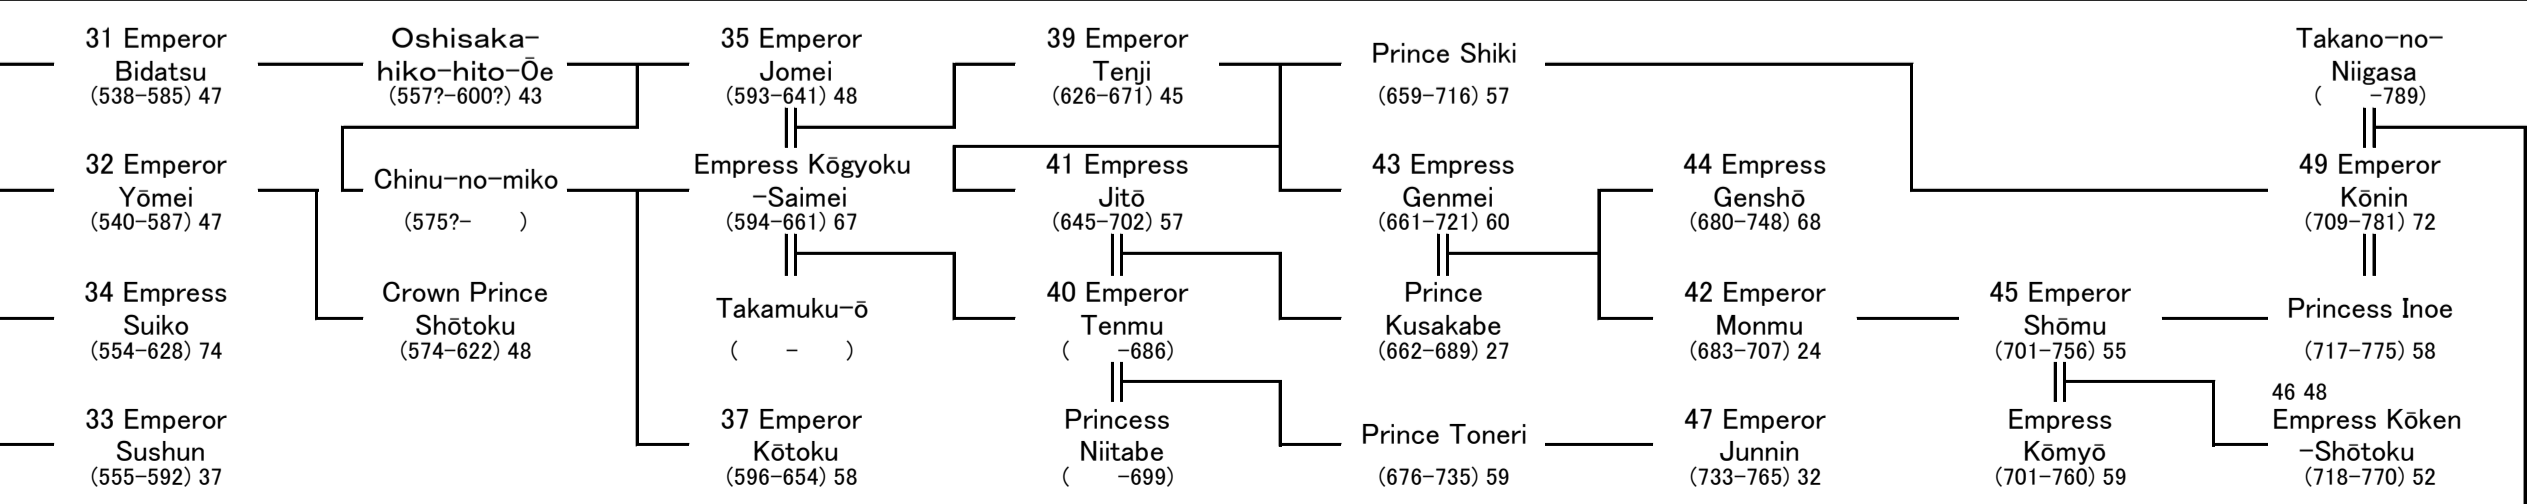 31 Emperor
Bidatsu
(538-585) 47
32 Emperor
Yōmei
(540-587) 47
34 Empress
Suiko
(554-628) 74
33 Emperor
Sushun
(555-592) 37
Oshisaka-
hiko-hito-Ōe
(557?-600?) 43
Chinu-no-miko
(575?- )
Crown Prince
Shōtoku
(574-622) 48
35 Emperor
Jomei
(593-641) 48
Empress Kōgyoku
-Saimei
(594-661) 67
Takamuku-ō
( - )
37 Emperor
Kōtoku
(596-654) 58
39 Emperor
Tenji
(626-671) 45
41 Empress
Jitō
(645-702) 57
40 Emperor
Tenmu
( -686)
Princess
Niitabe
( -699)
Prince Shiki
(659-716) 57
43 Empress
Genmei
(661-721) 60
Prince
Kusakabe
(662-689) 27
Prince Toneri
(676-735) 59
44 Empress
Genshō
(680-748) 68
42 Emperor
Monmu
(683-707) 24
47 Emperor
Junnin
(733-765) 32
45 Emperor
Shōmu
(701-756) 55
Empress
Kōmyō
(701-760) 59
Takano-no-
Niigasa
( -789)
49 Emperor
Kōnin
(709-781) 72
Princess Inoe
(717-775) 58
46 48
Empress Kōken
-Shōtoku
(718-770) 52